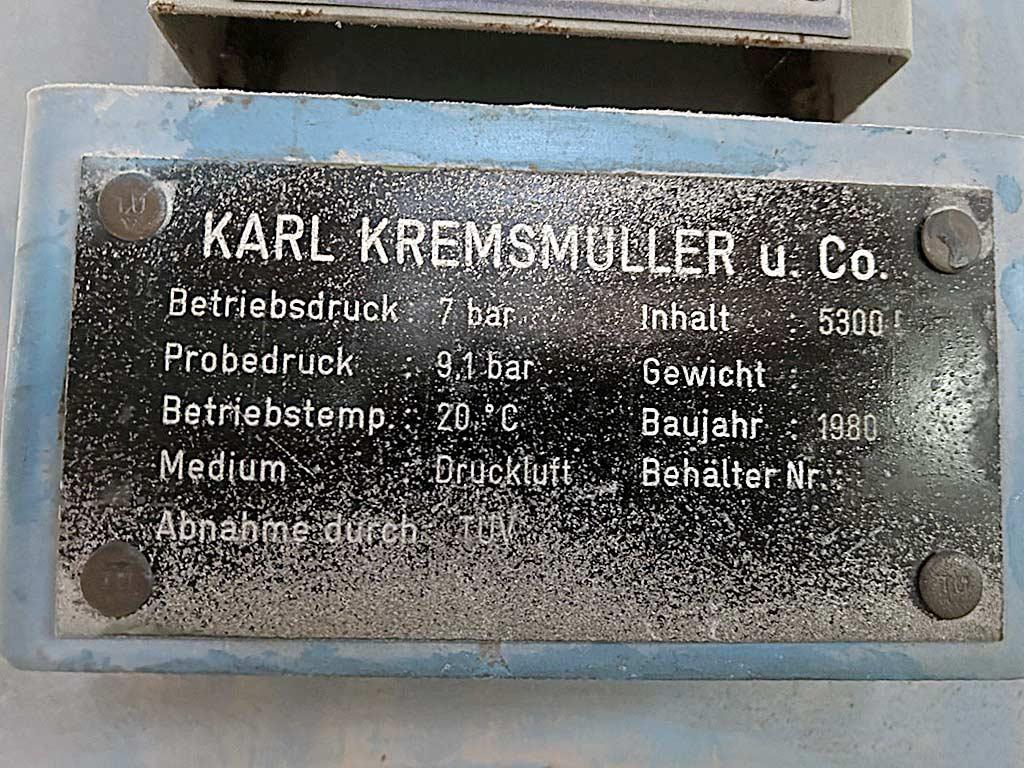 KARL KREMSMÜLLER u. Co.
Betriebsdruck : 7 bar Inhalt : 5300
Probedruck : 9,1 bar Gewicht :
Betriebstemp. : 20 °C Baujahr : 1980
Medium : Druckluft Behälter Nr. :
Abnahme durch : TÜV